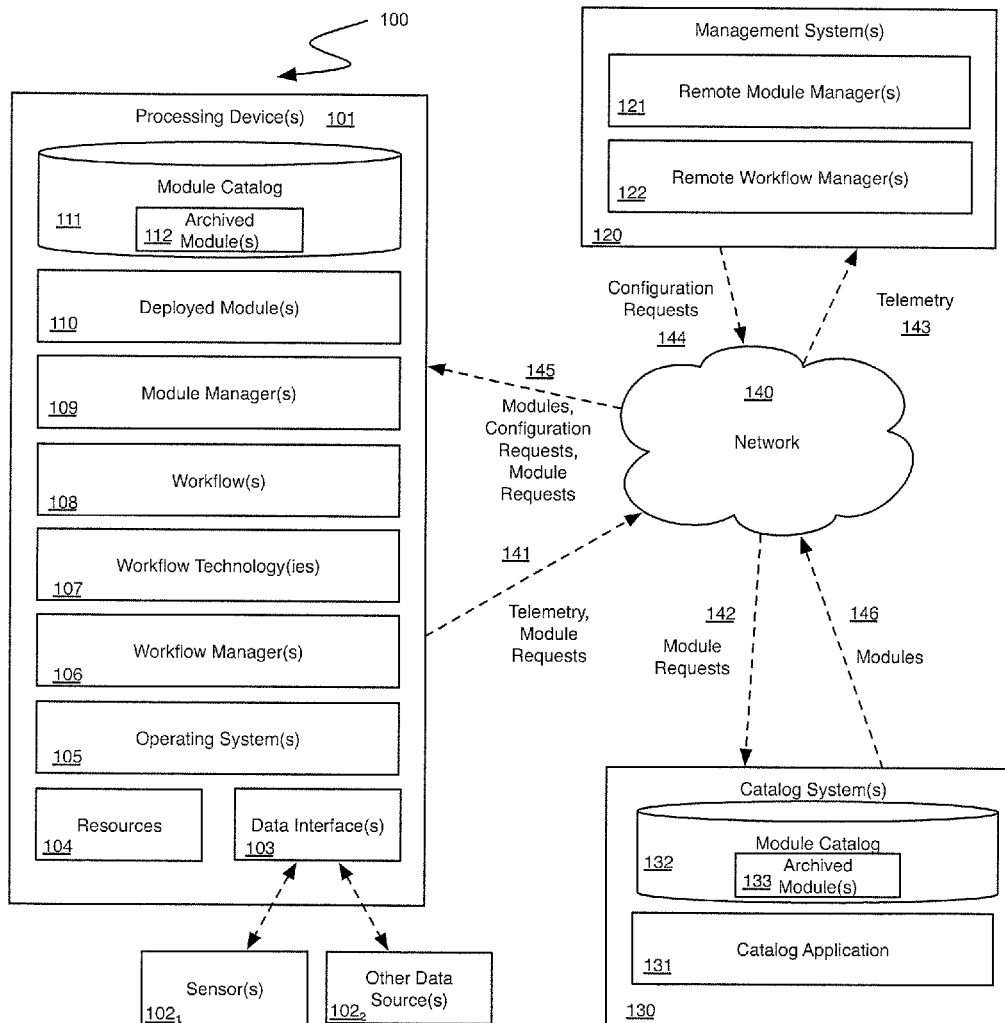 100
Processing Device(s) 101
Module Catalog
111
Archived
112 Module(s)
Deployed Module(s)
110
Module Manager(s)
109
Workflow(s)
108
Workflow Technology(ies)
107
Workflow Manager(s)
106
Operating System(s)
105
Resources
104
Data Interface(s)
103
Sensor(s)
102₁
Other Data
Source(s)
102₂
Management System(s)
Remote Module Manager(s)
121
Remote Workflow Manager(s)
122
120
Configuration
Requests
144
Telemetry
143
145
Modules,
Configuration
Requests,
Module
Requests
140
Network
141
Telemetry,
Module
Requests
142
Module
Requests
146
Modules
Catalog System(s)
Module Catalog
132
Archived
133 Module(s)
Catalog Application
131
130